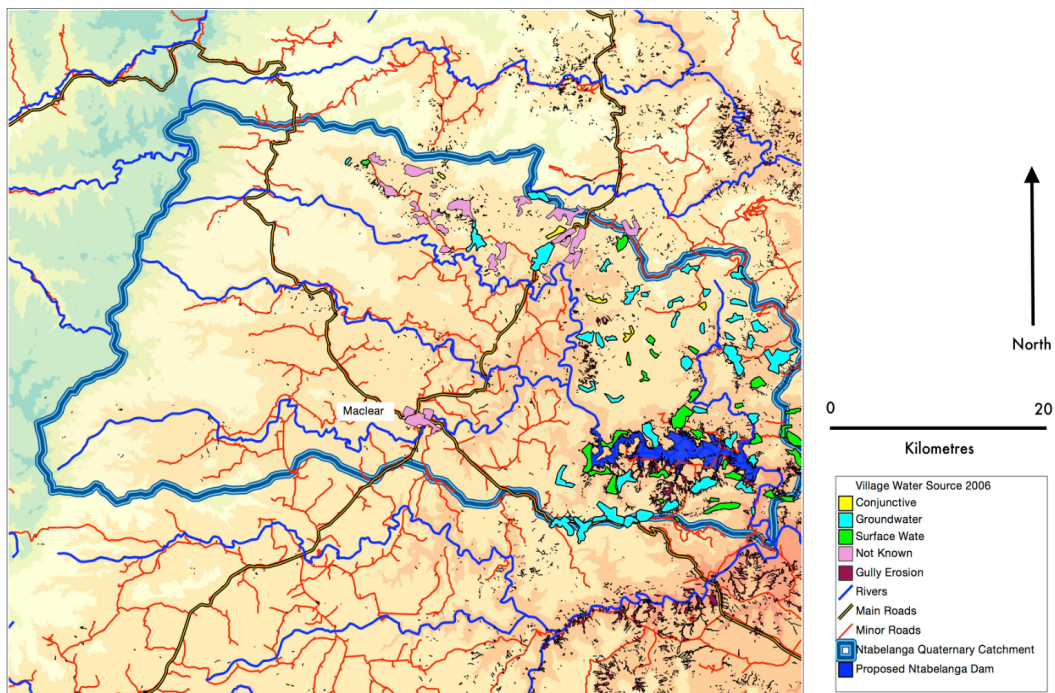 Maclear
North
0 20
Kilometres
Village Water Source 2006
Conjunctive
Groundwater
Surface Wate
Not Known
Gully Erosion
Rivers
Main Roads
Minor Roads
Ntabelanga Quaternary Catchment
Proposed Ntabelanga Dam